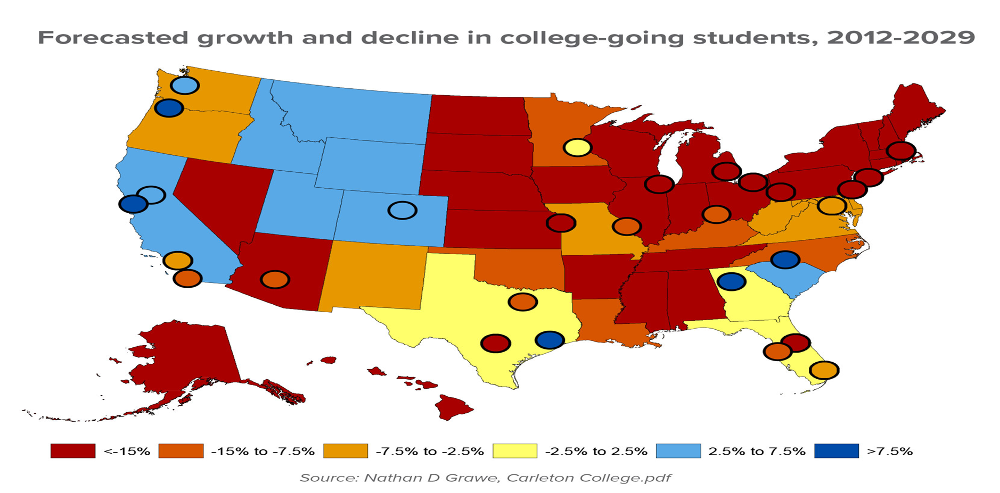 Forecasted growth and decline in college-going students, 2012-2029
<-15% -15% to -7.5% -7.5% to -2.5% -2.5% to 2.5% 2.5% to 7.5% >7.5%
Source: Nathan D Grawe, Carleton College.pdf